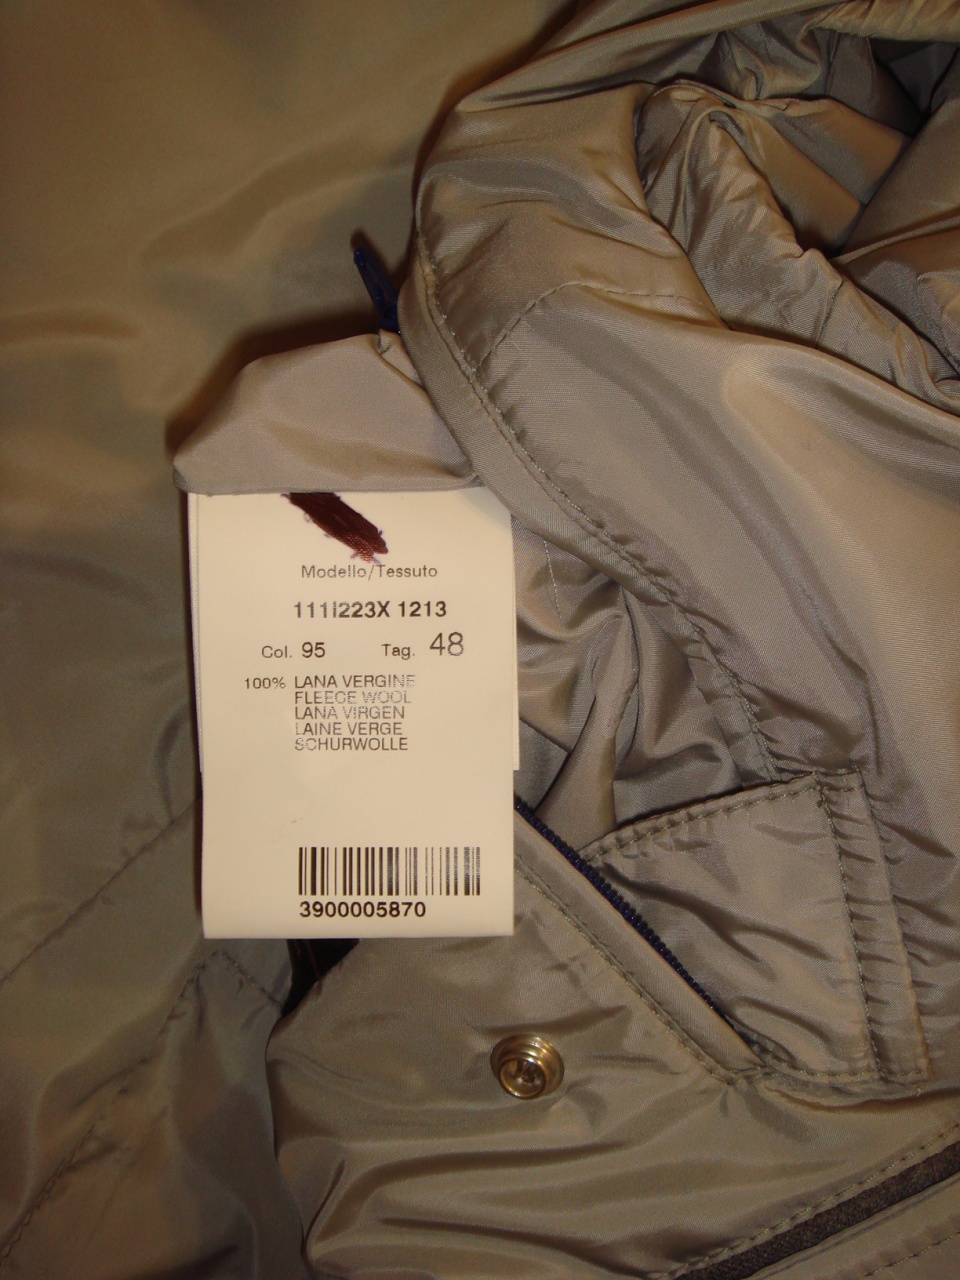 Modello/Tessuto
111I223X 1213
Col. 95 Tag. 48
100% LANA VERGINE
FLEECE WOOL
LANA VIRGEN
LAINE VERGE
SCHURWOLLE
3900005870